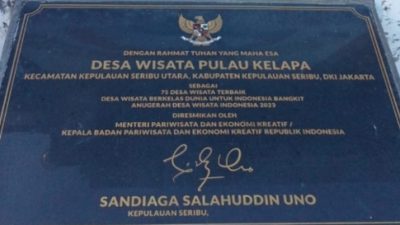 DENGAN RAHMAT TUHAN YANG MAHA ESA
DESA WISATA PULAU KELAPA
KECAMATAN KEPULAUAN SERIBU UTARA, KABUPATEN KEPULAUAN SERIBU, DKI JAKARTA
SEBAGAI
75 DESA WISATA TERBAIK
DESA WISATA BERKELAS DUNIA UNTUK INDONESIA BANGKIT
ANUGERAH DESA WISATA INDONESIA 2023
DIRESMIKAN OLEH
MENTERI PARIWISATA DAN EKONOMI KREATIF /
KEPALA BADAN PARIWISATA DAN EKONOMI KREATIF REPUBLIK INDONESIA
SANDIAGA SALAHUDDIN UNO
KEPULAUAN SERIBU,